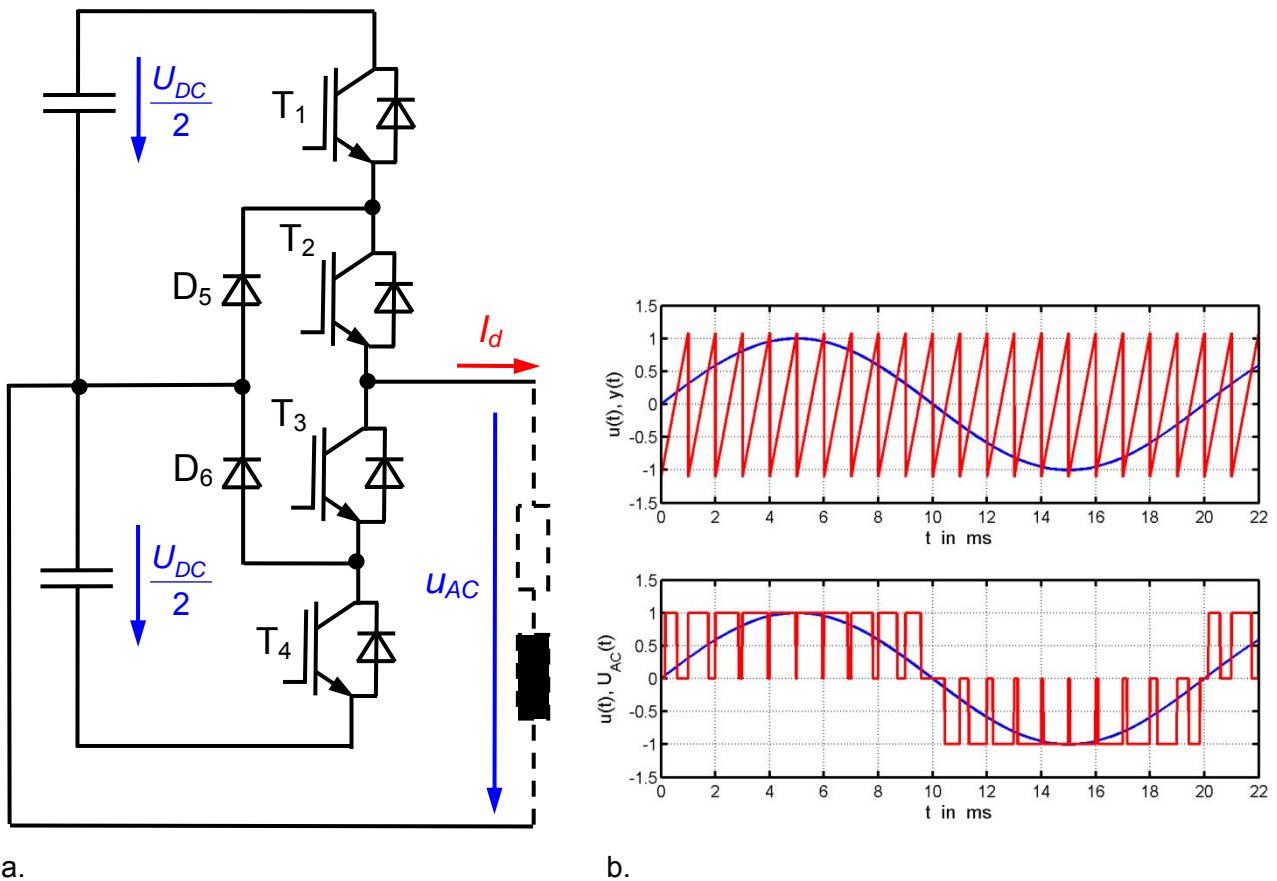 U_DC
2
T1
T2
D5
I_d
T3
D6
U_DC
2
u_AC
T4
a.
1.5
1
0.5
0
-0.5
-1
-1.5
u(t), y(t)
0 2 4 6 8 10 12 14 16 18 20 22
t in ms
1.5
1
0.5
0
-0.5
-1
-1.5
u(t), U_AC(t)
0 2 4 6 8 10 12 14 16 18 20 22
t in ms
b.